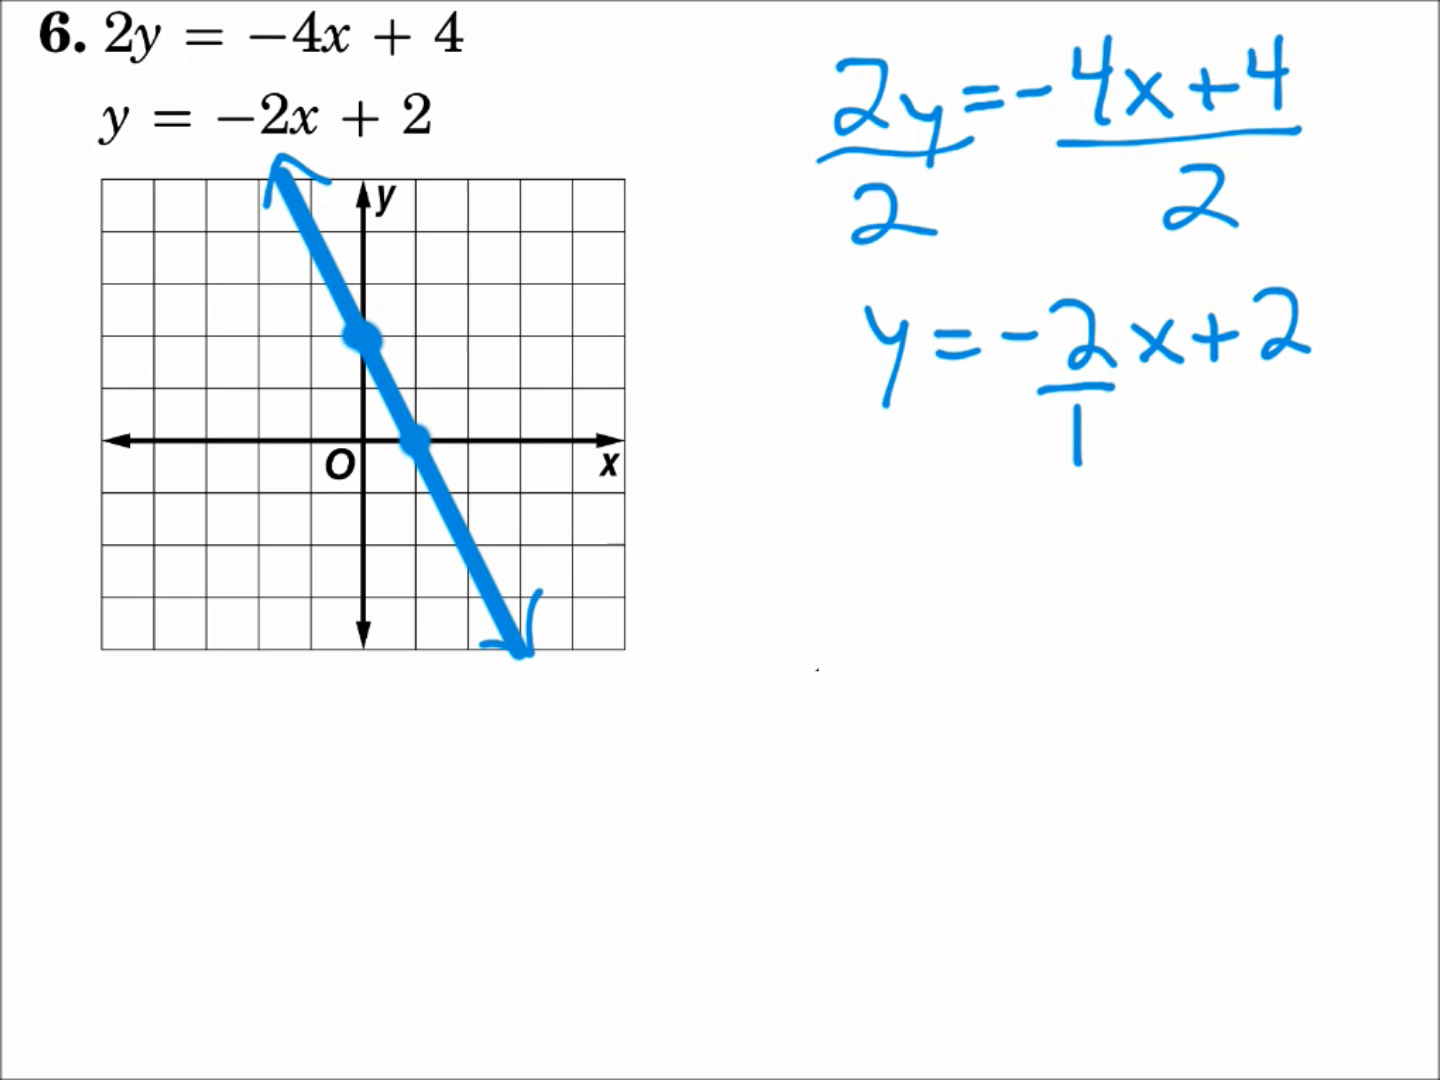 6. 2y = −4x + 4
y = −2x + 2
y
O
x
2y = -4x+4
2 2
y = -2x+2
1